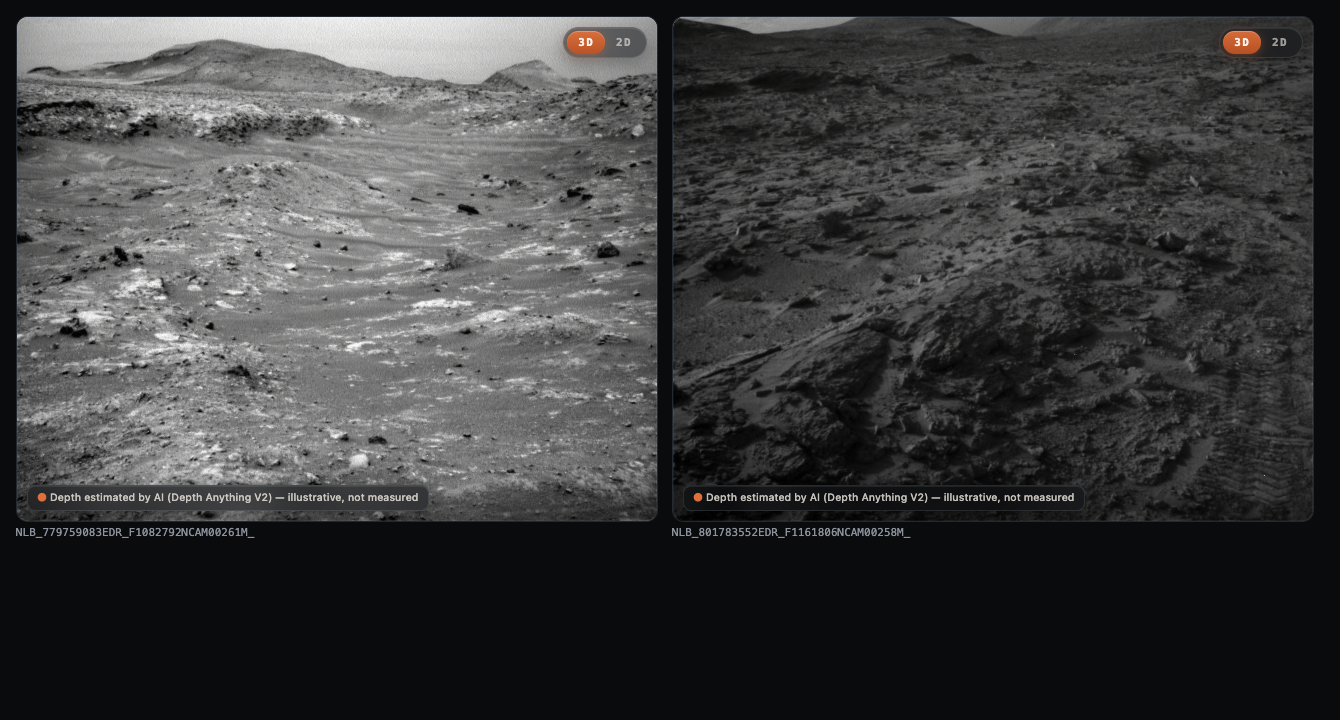 3D 2D
Depth estimated by AI (Depth Anything V2) — illustrative, not measured
NLB_779759083EDR_F1082792NCAM00261M_
3D 2D
Depth estimated by AI (Depth Anything V2) — illustrative, not measured
NLB_801783552EDR_F1161806NCAM00258M_